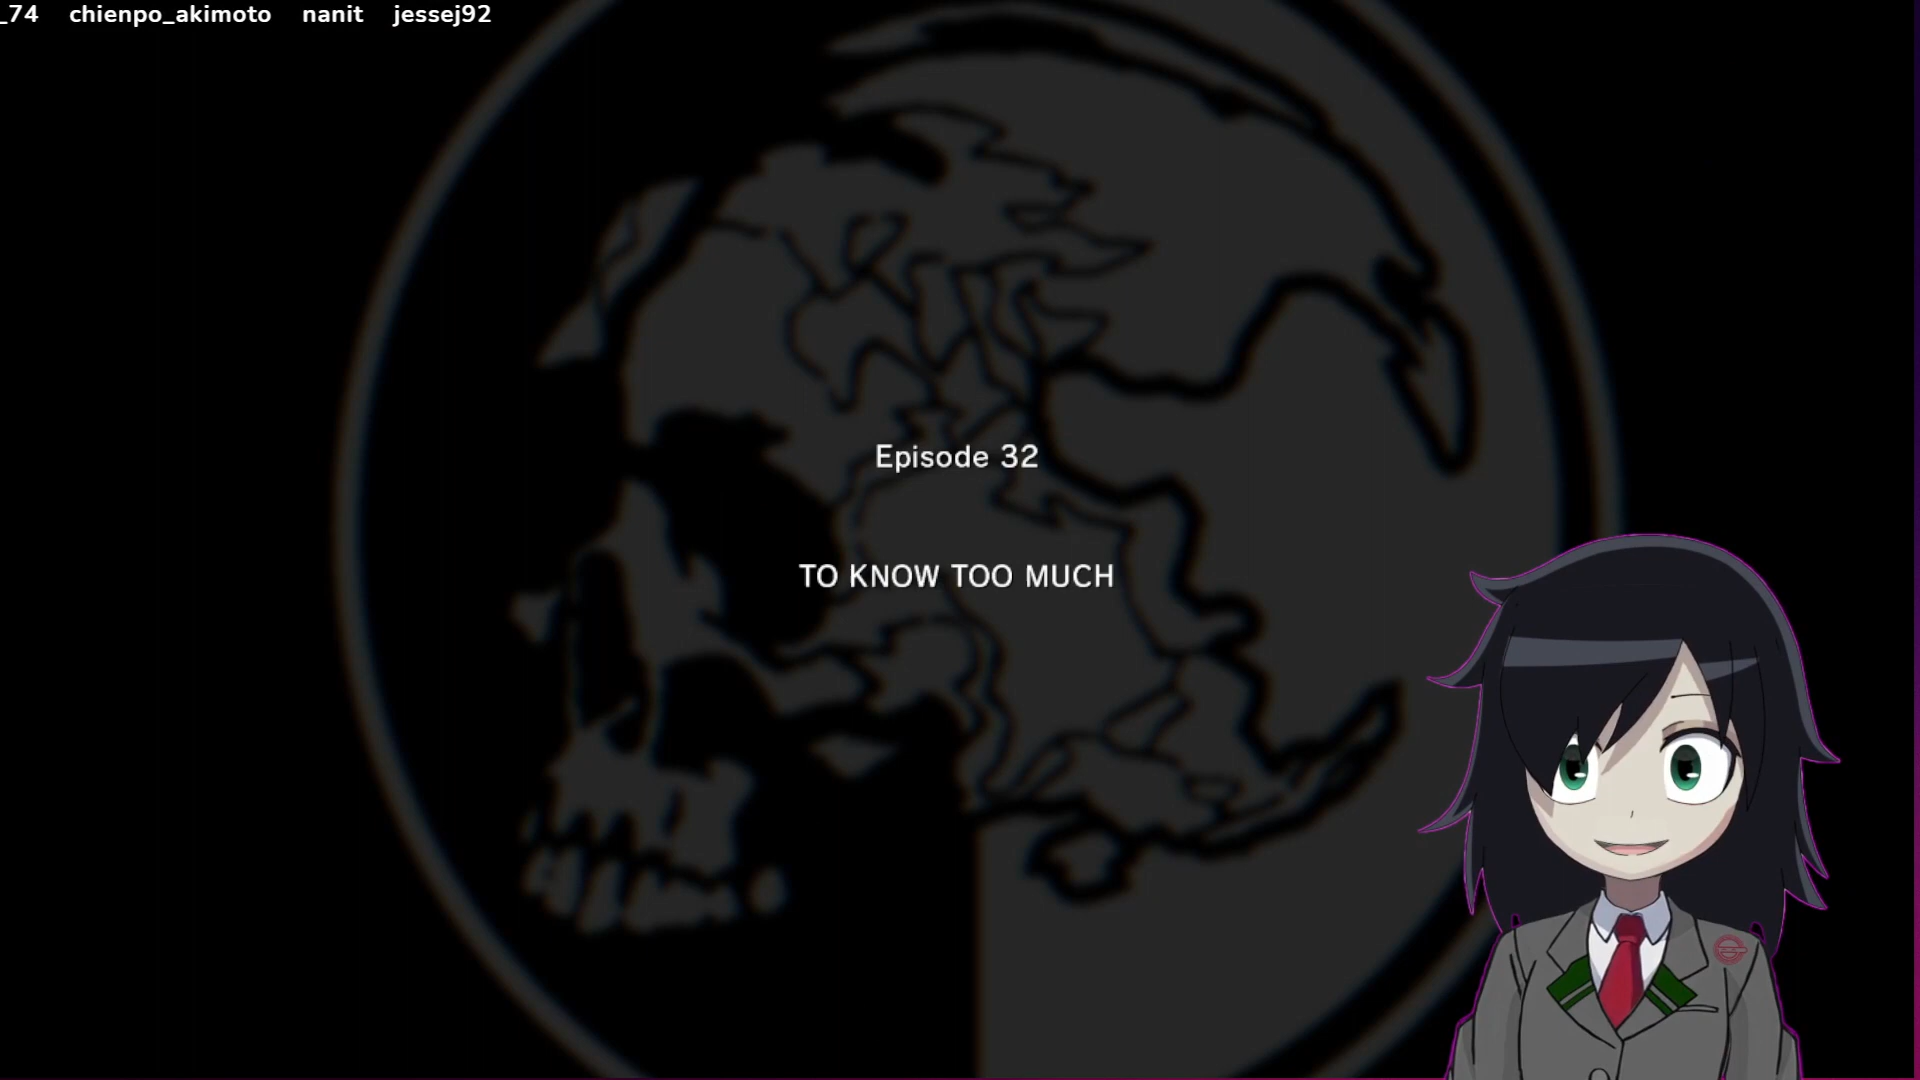 _74 chienpo_akimoto nanit jessej92
Episode 32
TO KNOW TOO MUCH